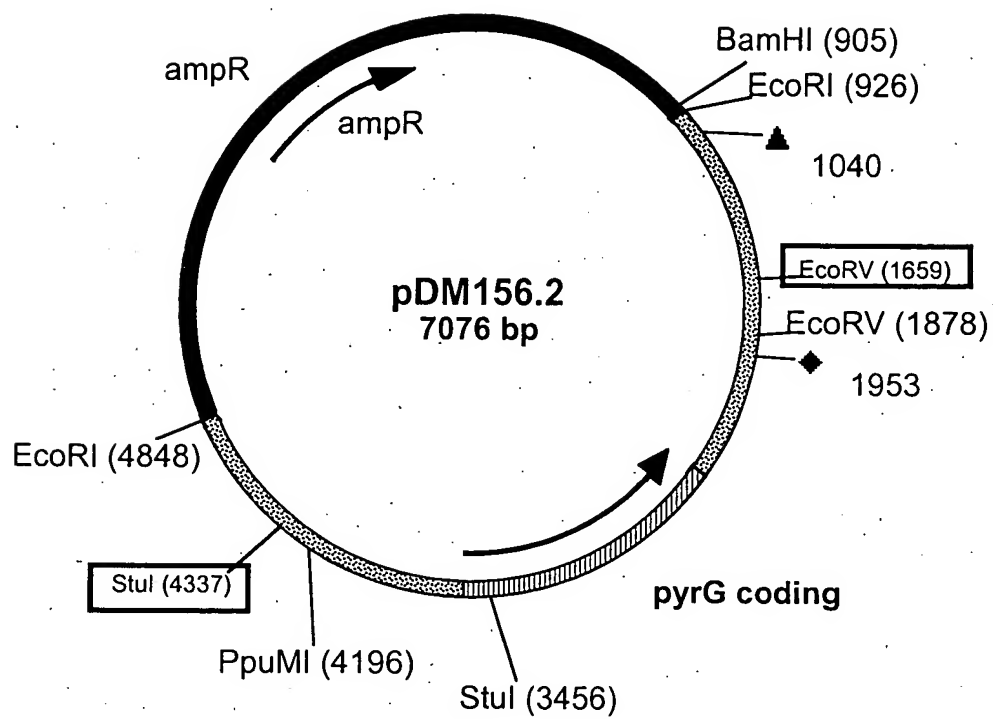 BamHI (905)
ampR
EcoRI (926)
ampR
1040
EcoRV (1659)
pDM156.2
7076 bp
EcoRV (1878)
1953
EcoRI (4848)
StuI (4337)
pyrG coding
PpuMI (4196)
StuI (3456)